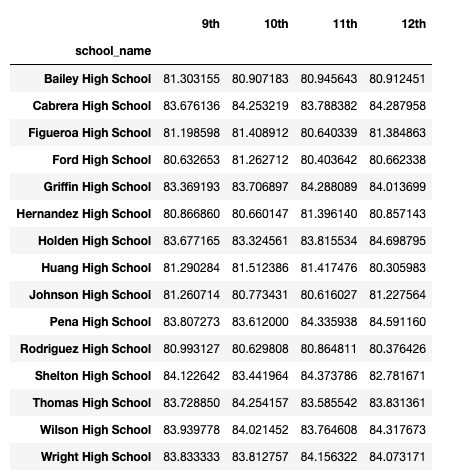 9th 10th 11th 12th
school_name
Bailey High School 81.303155 80.907183 80.945643 80.912451
Cabrera High School 83.676136 84.253219 83.788382 84.287958
Figueroa High School 81.198598 81.408912 80.640339 81.384863
Ford High School 80.632653 81.262712 80.403642 80.662338
Griffin High School 83.369193 83.706897 84.288089 84.013699
Hernandez High School 80.866860 80.660147 81.396140 80.857143
Holden High School 83.677165 83.324561 83.815534 84.698795
Huang High School 81.290284 81.512386 81.417476 80.305983
Johnson High School 81.260714 80.773431 80.616027 81.227564
Pena High School 83.807273 83.612000 84.335938 84.591160
Rodriguez High School 80.993127 80.629808 80.864811 80.376426
Shelton High School 84.122642 83.441964 84.373786 82.781671
Thomas High School 83.728850 84.254157 83.585542 83.831361
Wilson High School 83.939778 84.021452 83.764608 84.317673
Wright High School 83.833333 83.812757 84.156322 84.073171